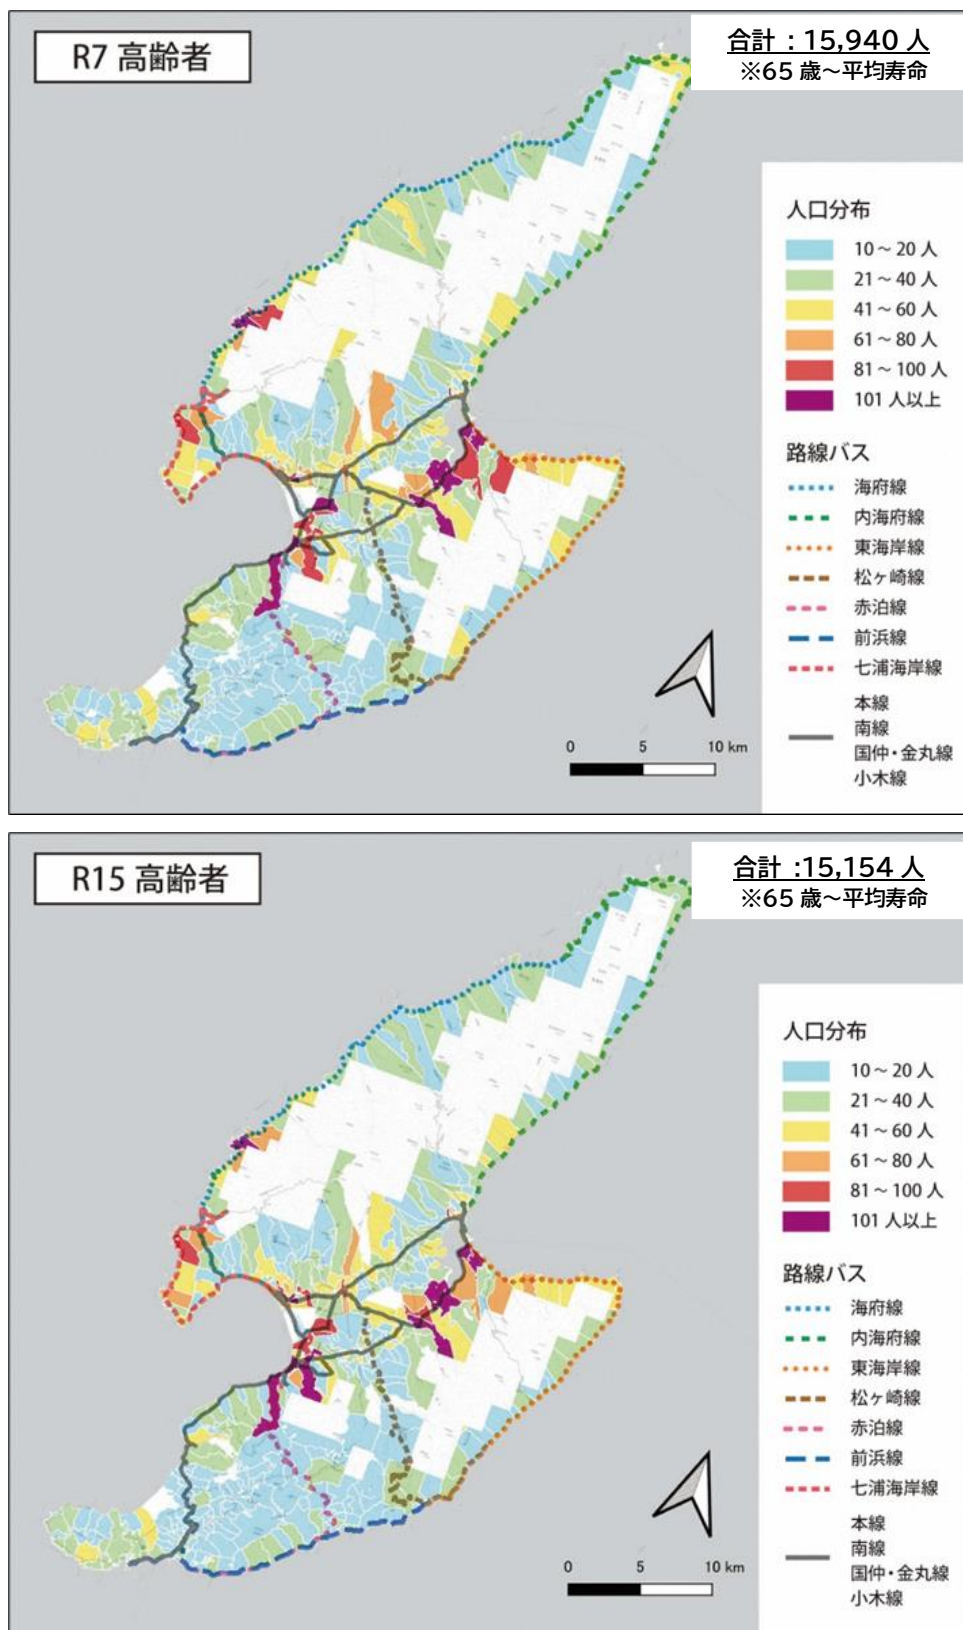 R7 高齢者
合計 : 15,940 人
※65 歳～平均寿命
人口分布
10～20 人
21～40 人
41～60 人
61～80 人
81～100 人
101 人以上
路線バス
海府線
内海府線
東海岸線
松ヶ崎線
赤泊線
前浜線
七浦海岸線
本線
南線
国仲・金丸線
小木線
0 5 10 km
R15 高齢者
合計 :15,154 人
※65 歳～平均寿命
人口分布
10～20 人
21～40 人
41～60 人
61～80 人
81～100 人
101 人以上
路線バス
海府線
内海府線
東海岸線
松ヶ崎線
赤泊線
前浜線
七浦海岸線
本線
南線
国仲・金丸線
小木線
0 5 10 km